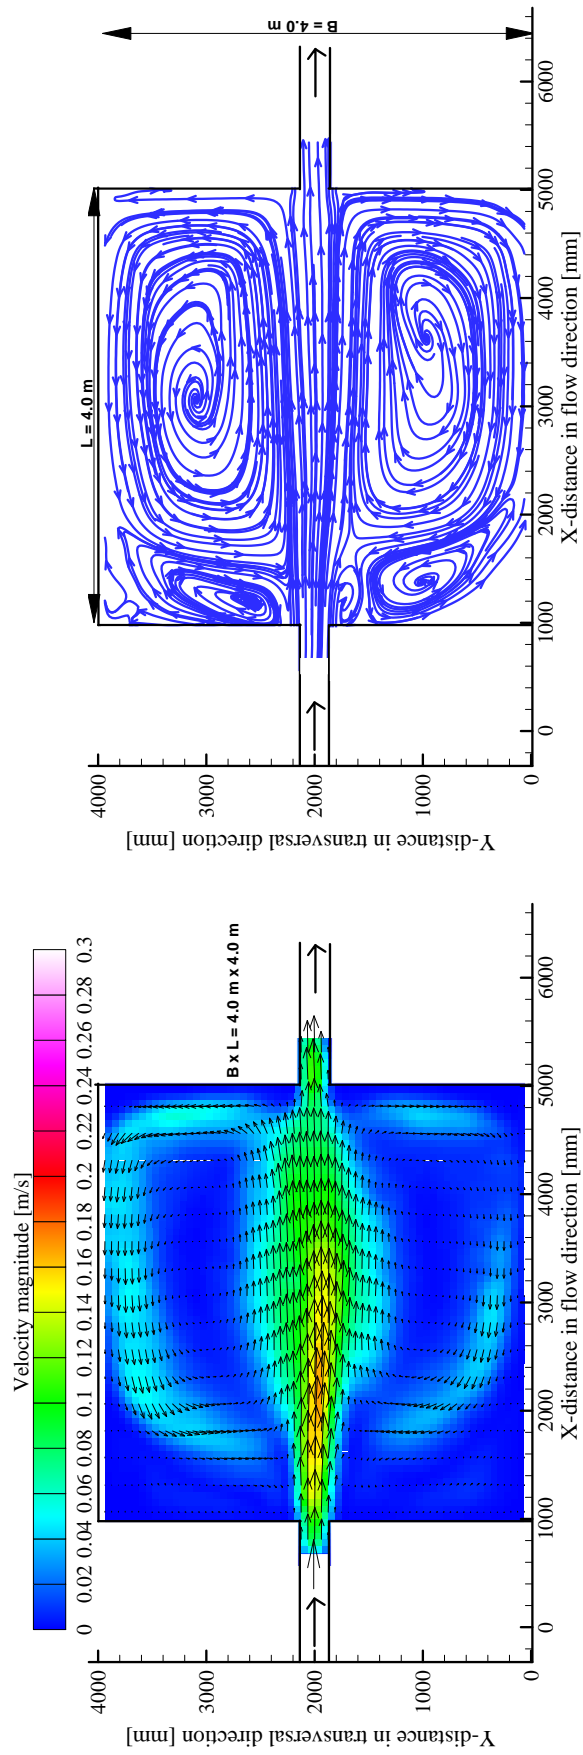 Velocity magnitude [m/s]
0 0.02 0.04 0.06 0.08 0.1 0.12 0.14 0.16 0.18 0.2 0.22 0.24 0.26 0.28 0.3
B x L = 4.0 m x 4.0 m
Y-distance in transversal direction [mm]
4000
3000
2000
1000
0
0 1000 2000 3000 4000 5000 6000
X-distance in flow direction [mm]
L = 4.0 m
B = 4.0 m
Y-distance in transversal direction [mm]
4000
3000
2000
1000
0
0 1000 2000 3000 4000 5000 6000
X-distance in flow direction [mm]